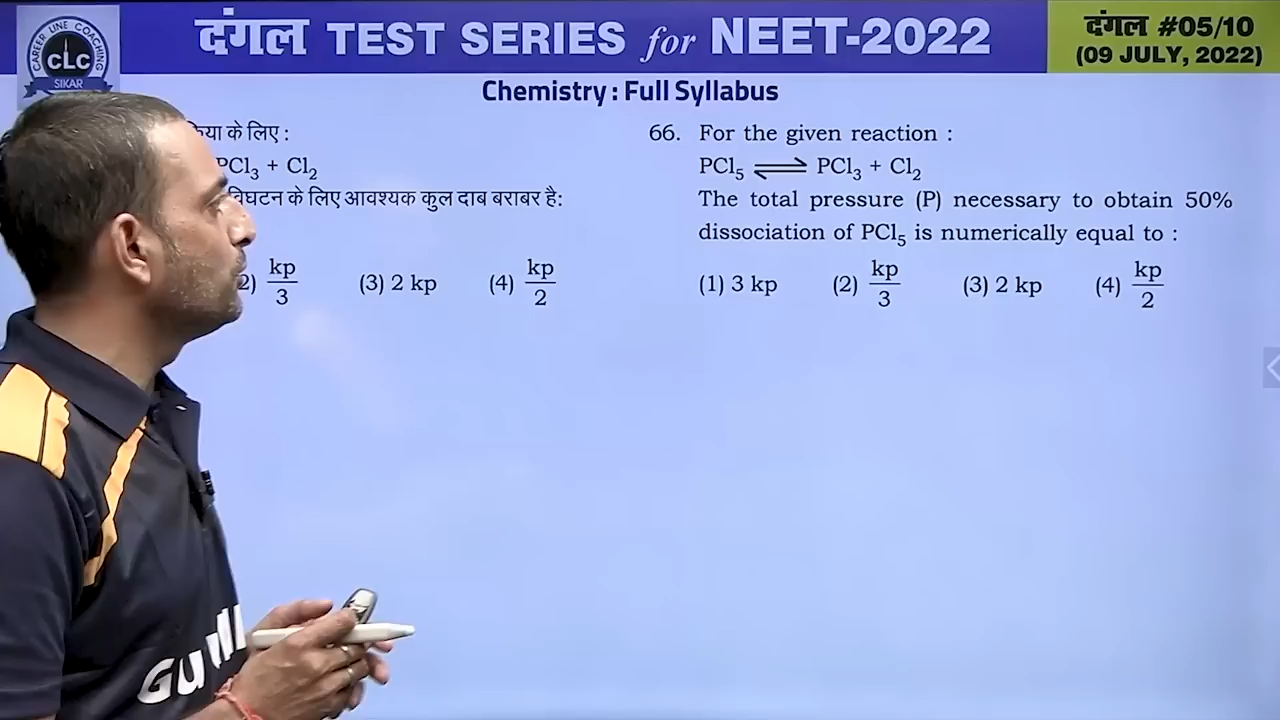 दंगल TEST SERIES for NEET-2022
दंगल #05/10
(09 JULY, 2022)
CAREER LINE COACHING
CLC
SIKAR
Chemistry : Full Syllabus
के लिए :
PCl₃ + Cl₂
विघटन के लिए आवश्यक कुल दाब बराबर है:
2) kp/3 (3) 2 kp (4) kp/2
66. For the given reaction :
PCl₅ ⇌ PCl₃ + Cl₂
The total pressure (P) necessary to obtain 50%
dissociation of PCl₅ is numerically equal to :
(1) 3 kp (2) kp/3 (3) 2 kp (4) kp/2